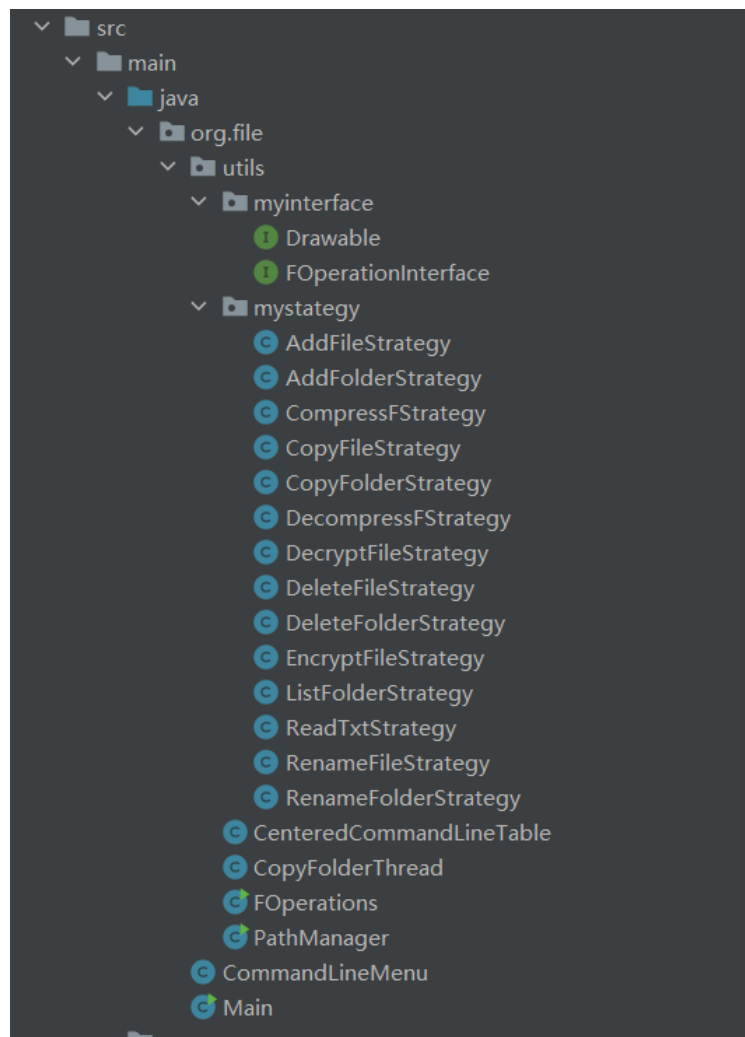 src
main
java
org.file
utils
myinterface
I Drawable
I FOperationInterface
mystategy
C AddFileStrategy
C AddFolderStrategy
C CompressFStrategy
C CopyFileStrategy
C CopyFolderStrategy
C DecompressFStrategy
C DecryptFileStrategy
C DeleteFileStrategy
C DeleteFolderStrategy
C EncryptFileStrategy
C ListFolderStrategy
C ReadTxtStrategy
C RenameFileStrategy
C RenameFolderStrategy
C CenteredCommandLineTable
C CopyFolderThread
C FOperations
C PathManager
C CommandLineMenu
C Main